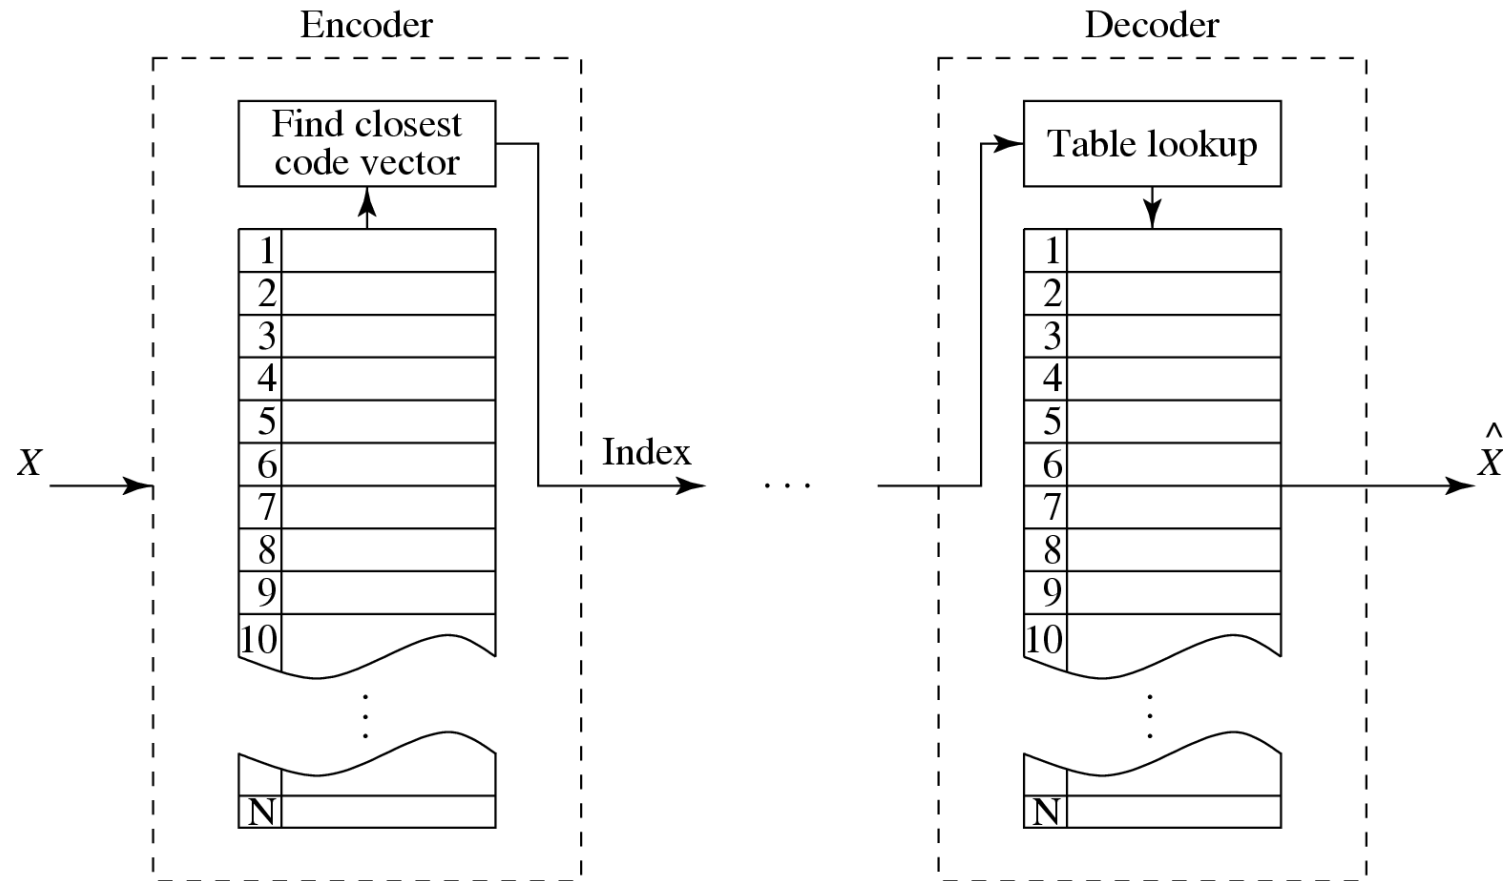 Encoder
Find closest
code vector
1
2
3
4
5
6
7
8
9
10
⋮
N
X
Index
. . .
Decoder
Table lookup
1
2
3
4
5
6
7
8
9
10
⋮
N
X̂